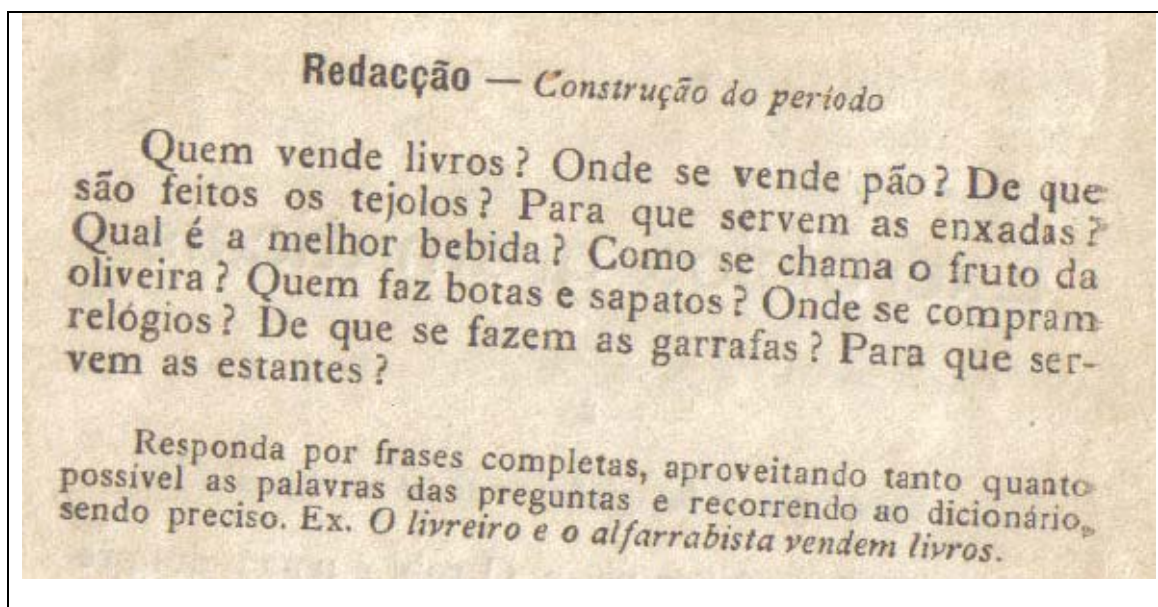 Redacção — Construção do período
Quem vende livros? Onde se vende pão? De que
são feitos os tejolos? Para que servem as enxadas?
Qual é a melhor bebida? Como se chama o fruto da
oliveira? Quem faz botas e sapatos? Onde se compram
relógios? De que se fazem as garrafas? Para que ser-
vem as estantes?
Responda por frases completas, aproveitando tanto quanto
possível as palavras das preguntas e recorrendo ao dicionário,
sendo preciso. Ex. O livreiro e o alfarrabista vendem livros.